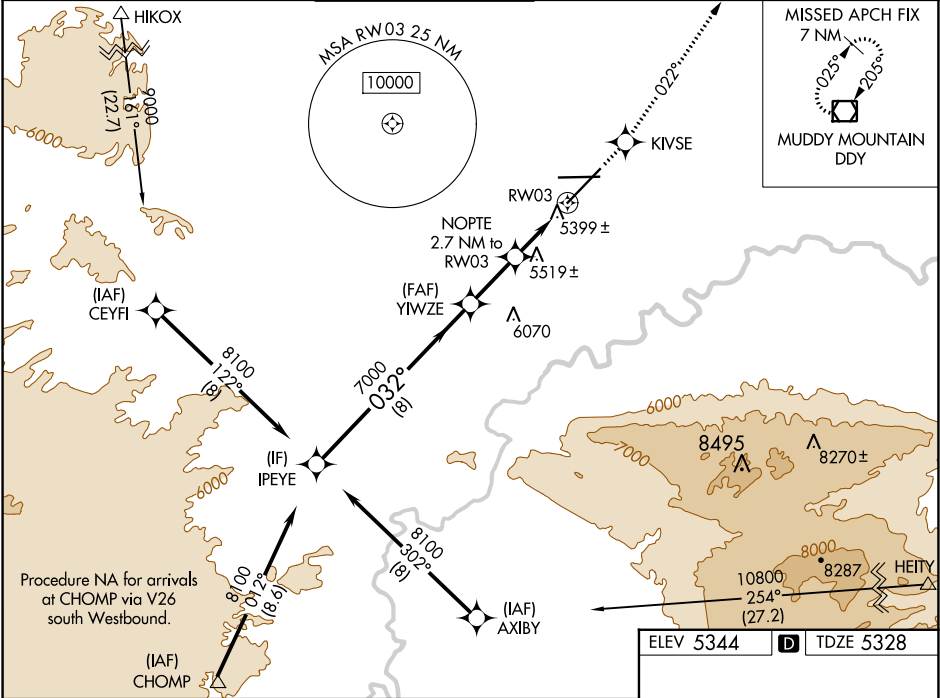 HIKOX
9000
161°
(22.7)
6000
MSA RW03 25 NM
10000
022°
MISSED APCH FIX
7 NM
025°
205°
MUDDY MOUNTAIN
DDY
KIVSE
RW03
5399 ±
NOPTE
2.7 NM to
RW03
5519 ±
(FAF)
YIWZE
6070
(IAF)
CEYFI
8100
122°
(8)
7000
032°
(8)
6000
7000
8495
8270 ±
(IF)
IPEYE
6000
8100
302°
(8)
8000
8287
HEITY
10800
254°
(27.2)
Procedure NA for arrivals
at CHOMP via V26
south Westbound.
8100
012°
(8.6)
(IAF)
AXIBY
(IAF)
CHOMP
ELEV 5344 D TDZE 5328